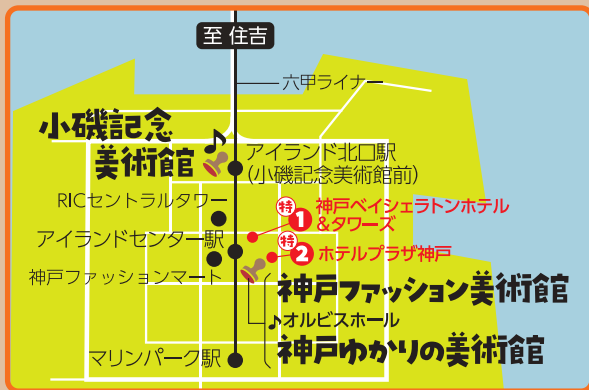 至 住吉
六甲ライナー
小磯記念
美術館
アイランド北口駅
(小磯記念美術館前)
RICセントラルタワー
特 1 神戸ベイシェラトンホテル
&タワーズ
アイランドセンター駅
特 2 ホテルプラザ神戸
神戸ファッションマート
神戸ファッション美術館
♪オルビスホール
神戸ゆかりの美術館
マリンパーク駅